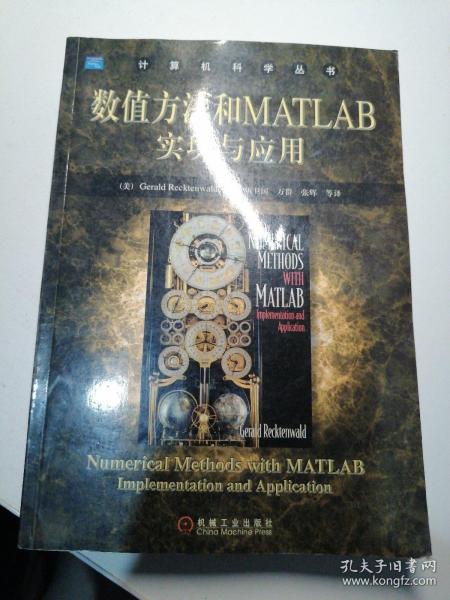 计算机科学丛书
数值方法和MATLAB
实现与应用
(美) Gerald Recktenwald 卫国 万群 张辉 等译
NUMERICAL
METHODS
WITH
MATLAB
Implementation and
Application
Gerald Recktenwald
Numerical Methods with MATLAB
Implementation and Application
机械工业出版社
China Machine Press
孔夫子旧书网
www.kongfz.com